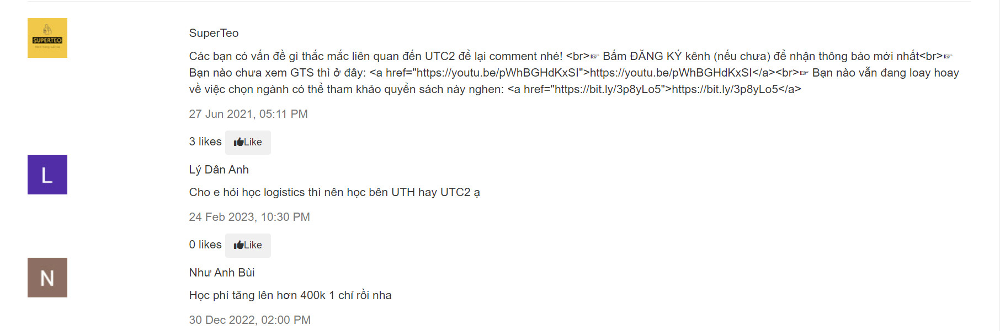 SUPERTEO
SuperTeo
Các bạn có vấn đề gì thắc mắc liên quan đến UTC2 để lại comment nhé! <br>☞ Bấm ĐĂNG KÝ kênh (nếu chưa) để nhận thông báo mới nhất<br>☞
Bạn nào chưa xem GTS thì ở đây: <a href="https://youtu.be/pWhBGHdKxSI">https://youtu.be/pWhBGHdKxSI</a><br>☞ Bạn nào vẫn đang loay hoay
về việc chọn ngành có thể tham khảo quyển sách này nghen: <a href="https://bit.ly/3p8yLo5">https://bit.ly/3p8yLo5</a>
27 Jun 2021, 05:11 PM
3 likes Like
L
Lý Dân Anh
Cho e hỏi học logistics thì nên học bên UTH hay UTC2 ạ
24 Feb 2023, 10:30 PM
0 likes Like
N
Như Anh Bùi
Học phí tăng lên hơn 400k 1 chỉ rồi nha
30 Dec 2022, 02:00 PM